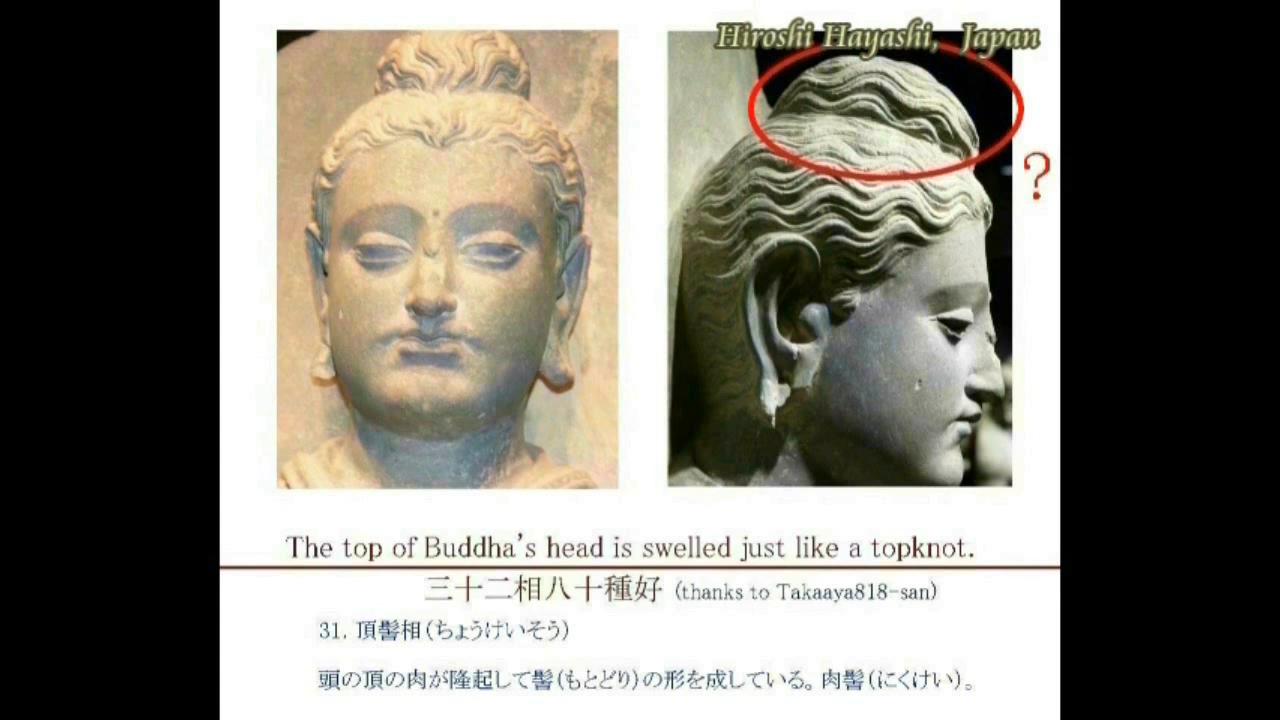 Hiroshi Hayashi, Japan
?
The top of Buddha's head is swelled just like a topknot.
三十二相八十種好 (thanks to Takaaya818-san)
31. 頂髻相(ちょうけいそう)
頭の頂の肉が隆起して髻(もとどり)の形を成している。肉髻(にくけい)。